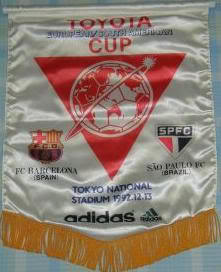 TOYOTA
EUROPEAN/SOUTH AMERICAN
CUP
SPFC
FC BARCELONA
(SPAIN)
SÃO PAULO FC
(BRAZIL)
TOKYO NATIONAL
STADIUM 1992.12.13
adidas